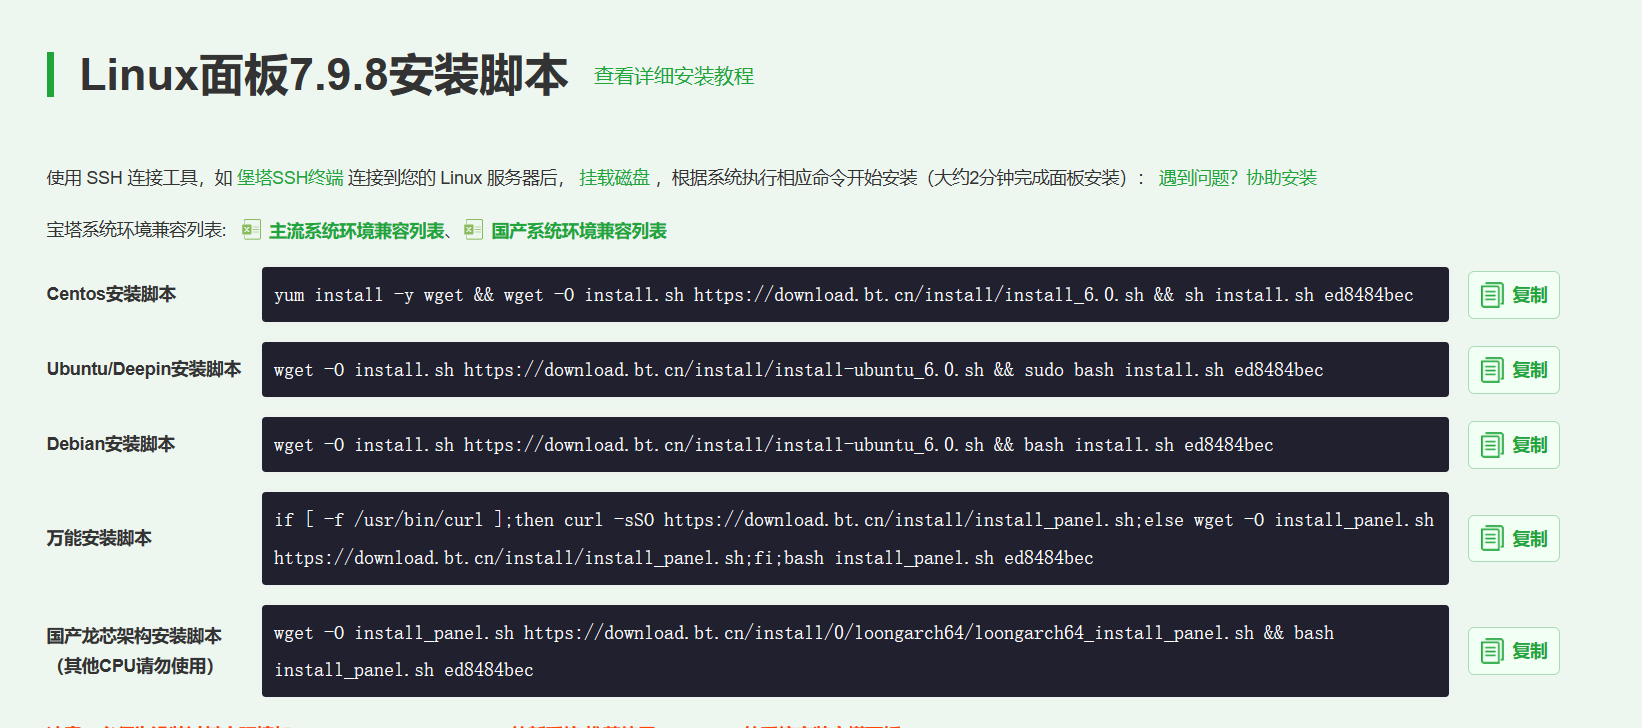 Linux面板7.9.8安装脚本 查看详细安装教程
使用 SSH 连接工具，如 堡塔SSH终端 连接到您的 Linux 服务器后， 挂载磁盘 ，根据系统执行相应命令开始安装（大约2分钟完成面板安装）： 遇到问题？协助安装
宝塔系统环境兼容列表: 主流系统环境兼容列表、 国产系统环境兼容列表
Centos安装脚本 yum install -y wget && wget -O install.sh https://download.bt.cn/install/install_6.0.sh && sh install.sh ed8484bec 复制
Ubuntu/Deepin安装脚本 wget -O install.sh https://download.bt.cn/install/install-ubuntu_6.0.sh && sudo bash install.sh ed8484bec 复制
Debian安装脚本 wget -O install.sh https://download.bt.cn/install/install-ubuntu_6.0.sh && bash install.sh ed8484bec 复制
万能安装脚本 if [ -f /usr/bin/curl ];then curl -sSO https://download.bt.cn/install/install_panel.sh;else wget -O install_panel.sh
https://download.bt.cn/install/install_panel.sh;fi;bash install_panel.sh ed8484bec 复制
国产龙芯架构安装脚本 wget -O install_panel.sh https://download.bt.cn/install/0/loongarch64/loongarch64_install_panel.sh && bash
（其他CPU请勿使用） install_panel.sh ed8484bec 复制